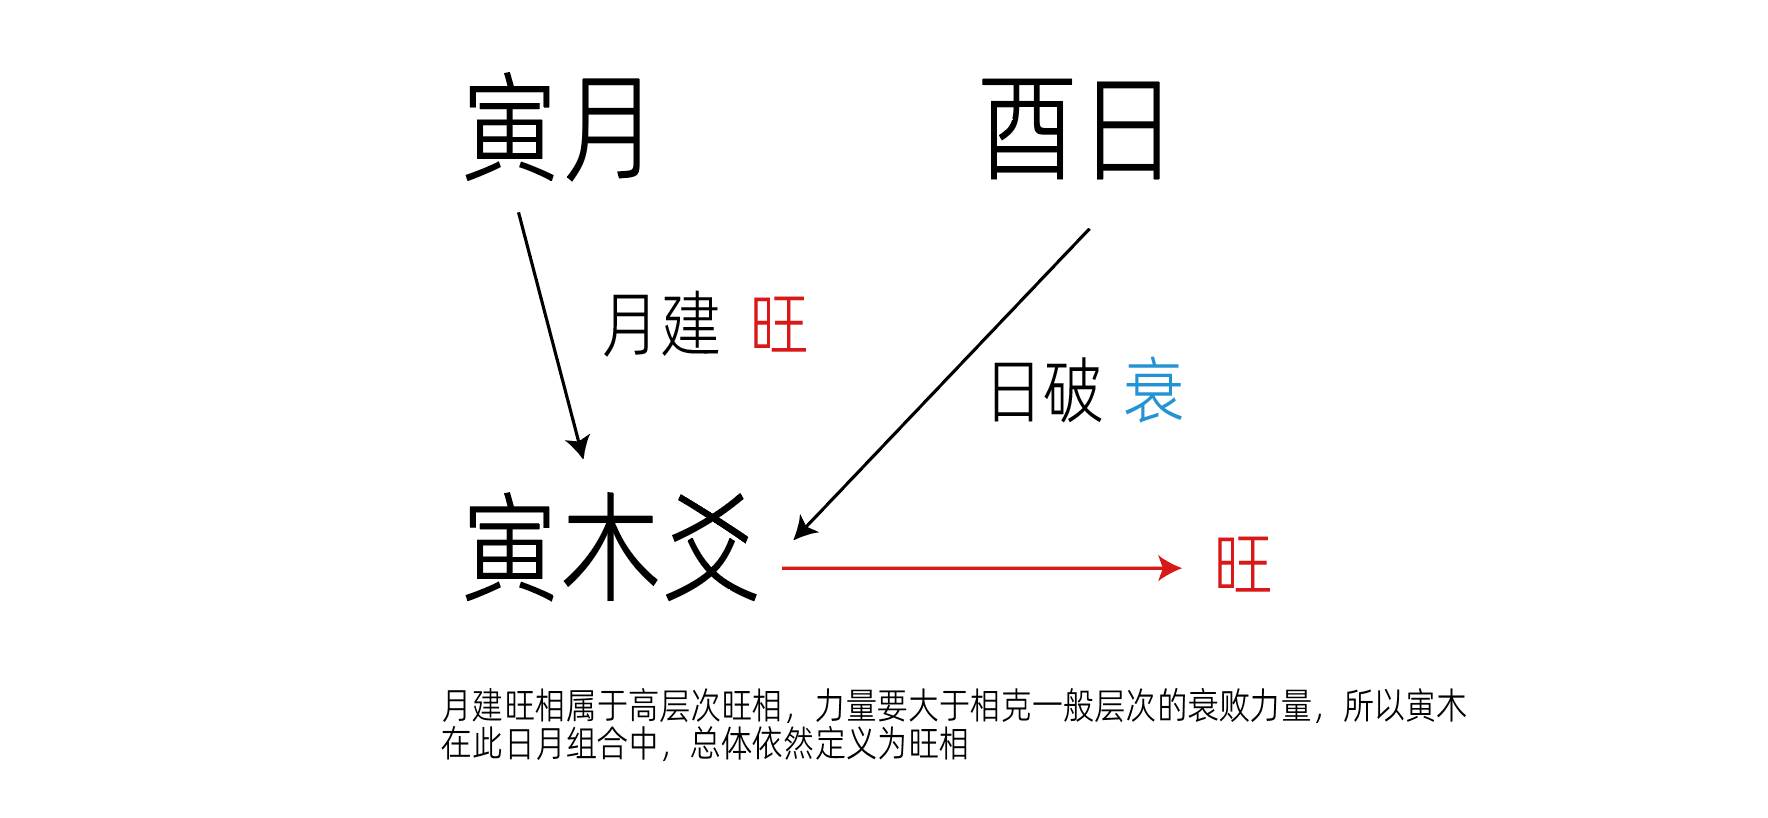 寅月
酉日
月建 旺
日破 衰
寅木爻
旺
月建旺相属于高层次旺相，力量要大于相克一般层次的衰败力量，所以寅木
在此日月组合中，总体依然定义为旺相